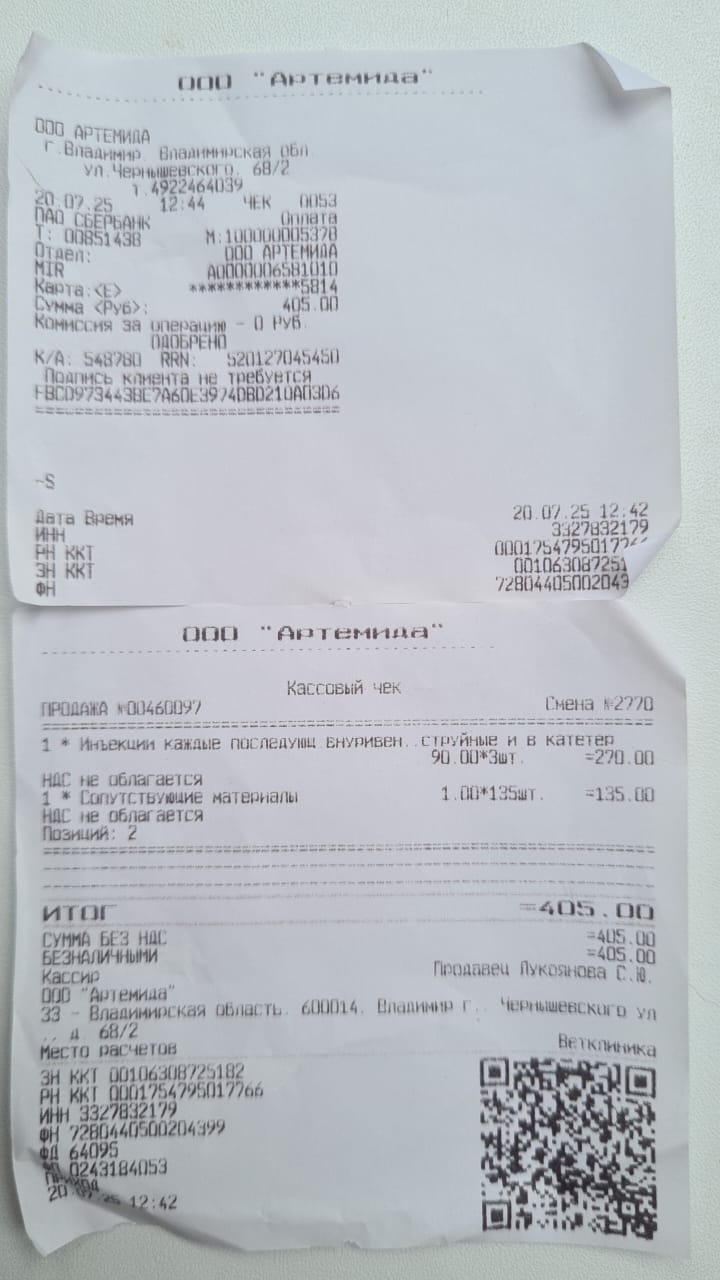 ООО "Артемида"
ООО АРТЕМИДА
г.Владимир, Владимирская обл
ул.Чернышевского, 68/2
т.4922464039
20.07.25 12:44 ЧЕК 0053
ПАО СБЕРБАНК Оплата
Т: 00851438 М:100000005378
Отдел: ООО АРТЕМИДА
MIR A0000006581010
Карта:<E> ************5814
Сумма <Руб>: 405.00
Комиссия за операцию - 0 Руб.
ОДОБРЕНО
К/А: 548780 RRN: 520127045450
Подпись клиента не требуется
FBCD973443BE7A60E3974DBD210A03D6
================================
~S
Дата Время 20.07.25 12:42
ИНН 3327832179
РН ККТ 00017547950177
ЗН ККТ 001063087251
ФН 72804405002043
ООО "Артемида"
Кассовый чек
ПРОДАЖА №00460097 Смена №2770
1 * Инъекции каждые последующ.внуривен.,струйные и в катетер
90.00*3шт. =270.00
НДС не облагается
1 * Сопутствующие материалы 1.00*135шт. =135.00
НДС не облагается
Позиций: 2
ИТОГ =405.00
СУММА БЕЗ НДС =405.00
БЕЗНАЛИЧНЫМИ =405.00
Кассир Продавец Лукоянова С.Ю.
ООО "Артемида"
33 - Владимирская область, 600014, Владимир г., Чернышевского ул
., д. 68/2
Место расчетов Ветклиника
ЗН ККТ 00106308725182
РН ККТ 0001754795017766
ИНН 3327832179
ФН 7280440500204399
ФД 64095
0243184053
ПРИХОД
20.07.25 12:42